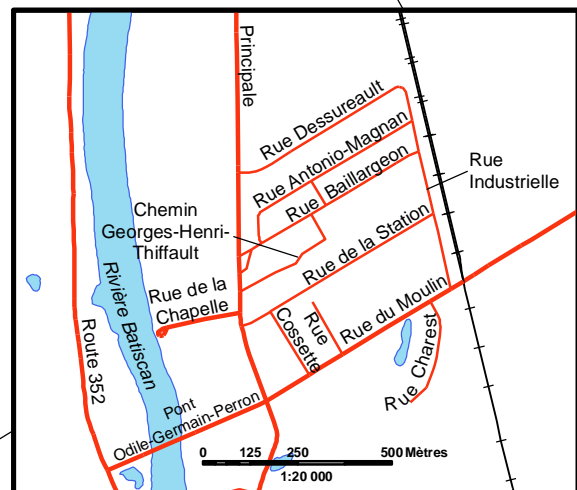 Principale
Rue Dessureault
Rue Antonio-Magnan
Rue Baillargeon
Rue
Industrielle
Chemin
Georges-Henri-
Thiffault
Rue de la Station
Rue de la
Chapelle
Rivière Batiscan
Route 352
Rue
Cossette
Rue du Moulin
Rue Charest
Pont
Odile-Germain-Perron
0 125 250 500 Mètres
1:20 000